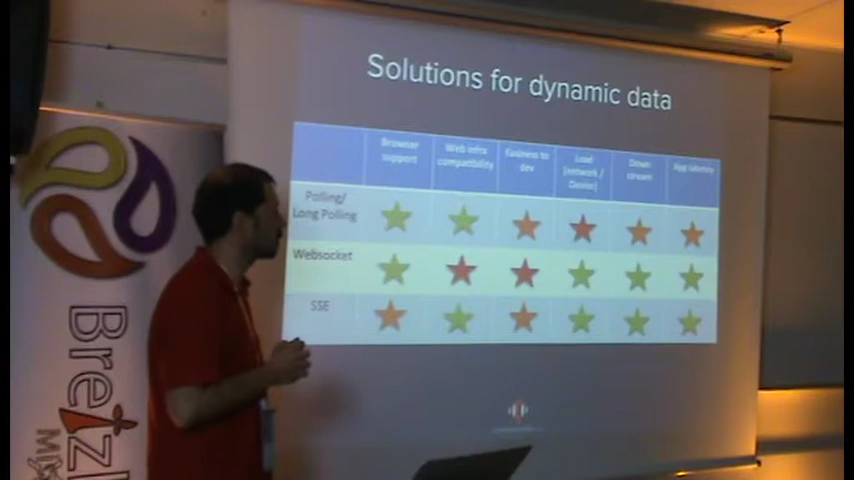 Solutions for dynamic data
Browser support
Web infra compatibility
Easiness to dev
Load (network / Device)
Down stream
App latency
Polling/
Long Polling
Websocket
SSE